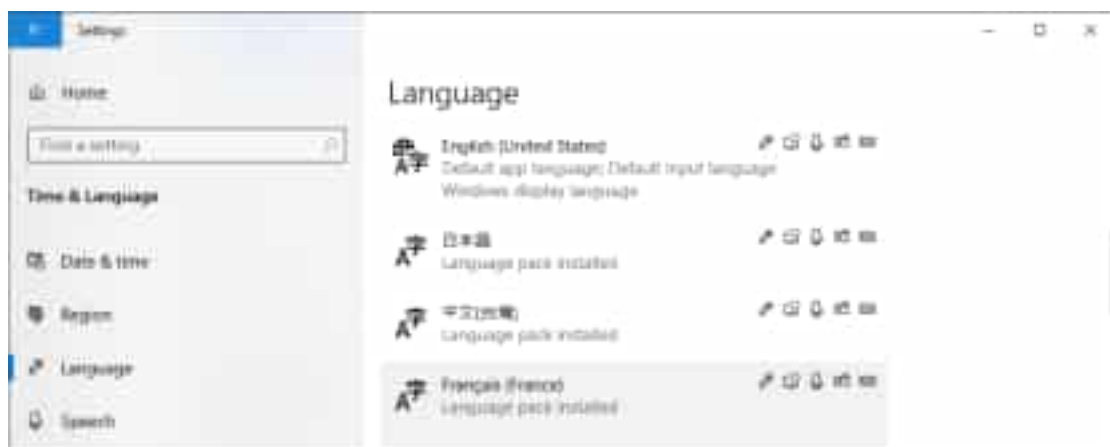 Settings
Home
Find a setting
Time & Language
Date & time
Region
Language
Speech
Language
English (United States)
Default app language; Default input language
Windows display language
日本語
Language pack installed
中文(台灣)
Language pack installed
Français (France)
Language pack installed